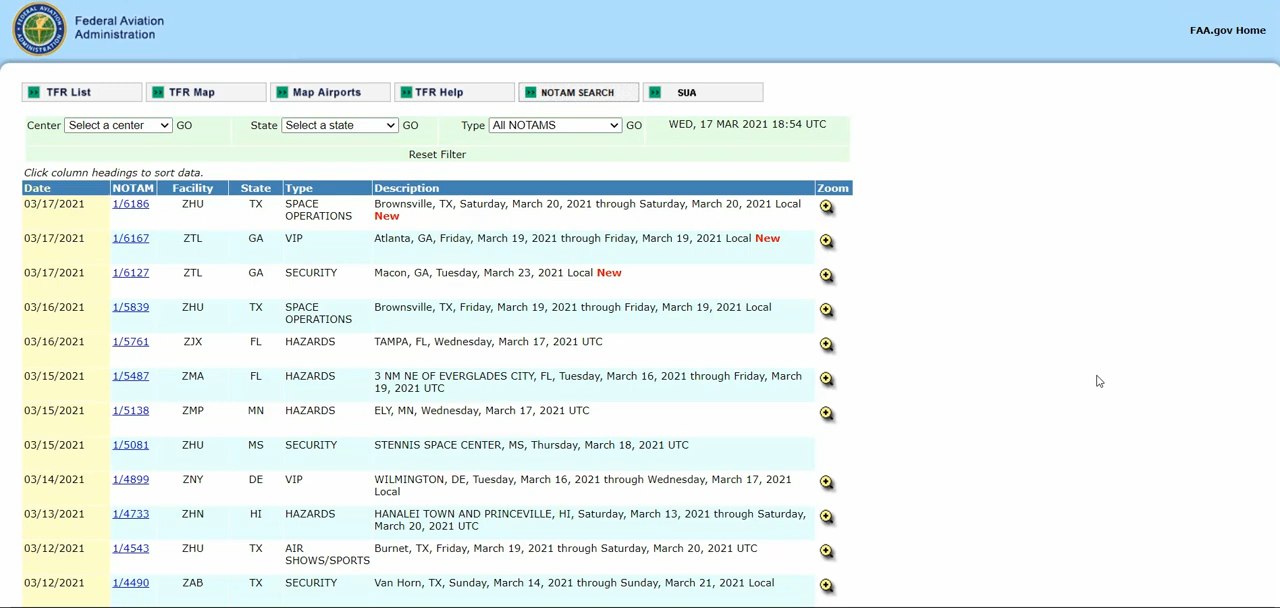 Federal Aviation
Administration
FAA.gov Home
TFR List TFR Map Map Airports TFR Help NOTAM SEARCH SUA
Center Select a center GO State Select a state GO Type All NOTAMS GO WED, 17 MAR 2021 18:54 UTC
Reset Filter
Click column headings to sort data.
Date NOTAM Facility State Type Description Zoom
03/17/2021 1/6186 ZHU TX SPACE Brownsville, TX, Saturday, March 20, 2021 through Saturday, March 20, 2021 Local
OPERATIONS New
03/17/2021 1/6167 ZTL GA VIP Atlanta, GA, Friday, March 19, 2021 through Friday, March 19, 2021 Local New
03/17/2021 1/6127 ZTL GA SECURITY Macon, GA, Tuesday, March 23, 2021 Local New
03/16/2021 1/5839 ZHU TX SPACE Brownsville, TX, Friday, March 19, 2021 through Friday, March 19, 2021 Local
OPERATIONS
03/16/2021 1/5761 ZJX FL HAZARDS TAMPA, FL, Wednesday, March 17, 2021 UTC
03/15/2021 1/5487 ZMA FL HAZARDS 3 NM NE OF EVERGLADES CITY, FL, Tuesday, March 16, 2021 through Friday, March
19, 2021 UTC
03/15/2021 1/5138 ZMP MN HAZARDS ELY, MN, Wednesday, March 17, 2021 UTC
03/15/2021 1/5081 ZHU MS SECURITY STENNIS SPACE CENTER, MS, Thursday, March 18, 2021 UTC
03/14/2021 1/4899 ZNY DE VIP WILMINGTON, DE, Tuesday, March 16, 2021 through Wednesday, March 17, 2021
Local
03/13/2021 1/4733 ZHN HI HAZARDS HANALEI TOWN AND PRINCEVILLE, HI, Saturday, March 13, 2021 through Saturday,
March 20, 2021 UTC
03/12/2021 1/4543 ZHU TX AIR Burnet, TX, Friday, March 19, 2021 through Saturday, March 20, 2021 UTC
SHOWS/SPORTS
03/12/2021 1/4490 ZAB TX SECURITY Van Horn, TX, Sunday, March 14, 2021 through Sunday, March 21, 2021 Local